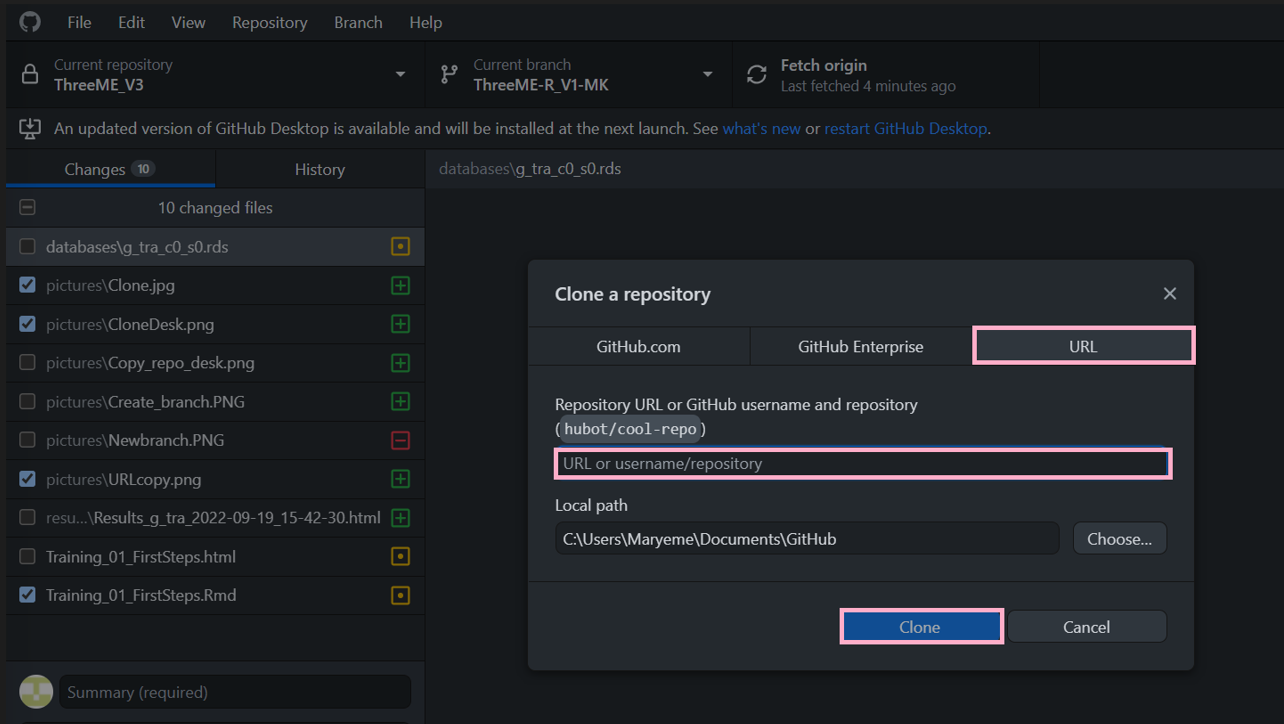 File Edit View Repository Branch Help
Current repository
ThreeME_V3
Current branch
ThreeME-R_V1-MK
Fetch origin
Last fetched 4 minutes ago
An updated version of GitHub Desktop is available and will be installed at the next launch. See what's new or restart GitHub Desktop.
Changes 10
History
databases\g_tra_c0_s0.rds
10 changed files
databases\g_tra_c0_s0.rds
pictures\Clone.jpg
pictures\CloneDesk.png
pictures\Copy_repo_desk.png
pictures\Create_branch.PNG
pictures\Newbranch.PNG
pictures\URLcopy.png
resu...\Results_g_tra_2022-09-19_15-42-30.html
Training_01_FirstSteps.html
Training_01_FirstSteps.Rmd
Summary (required)
Clone a repository
GitHub.com GitHub Enterprise URL
Repository URL or GitHub username and repository
(hubot/cool-repo)
URL or username/repository
Local path
C:\Users\Maryeme\Documents\GitHub Choose...
Clone Cancel